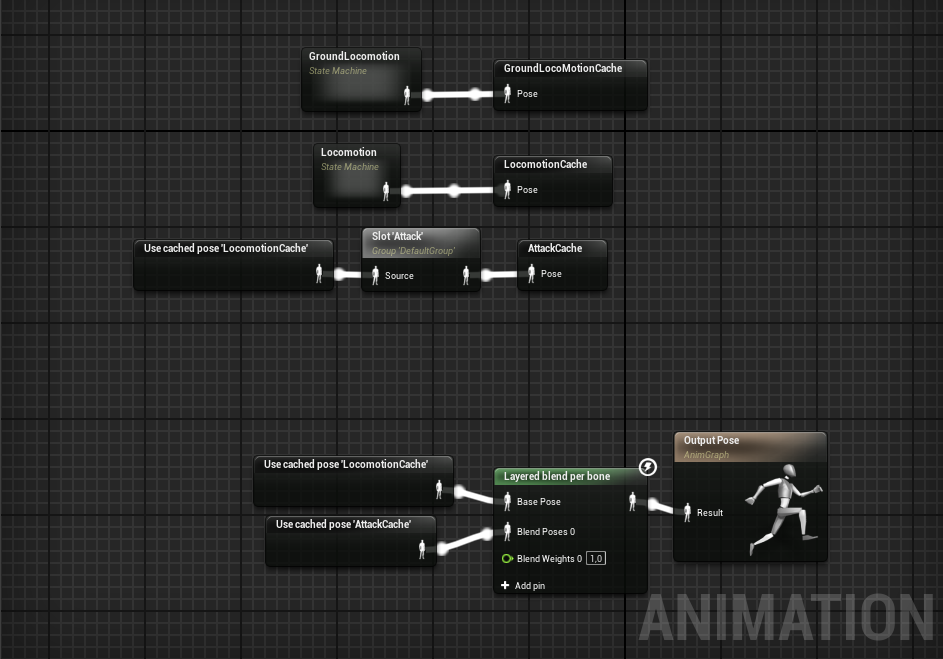 GroundLocomotion
State Machine
GroundLocoMotionCache
Pose
Locomotion
State Machine
LocomotionCache
Pose
Use cached pose 'LocomotionCache'
Slot 'Attack'
Group 'DefaultGroup'
Source
AttackCache
Pose
Use cached pose 'LocomotionCache'
Use cached pose 'AttackCache'
Layered blend per bone
Base Pose
Blend Poses 0
Blend Weights 0 1,0
Add pin
Output Pose
AnimGraph
Result
ANIMATION